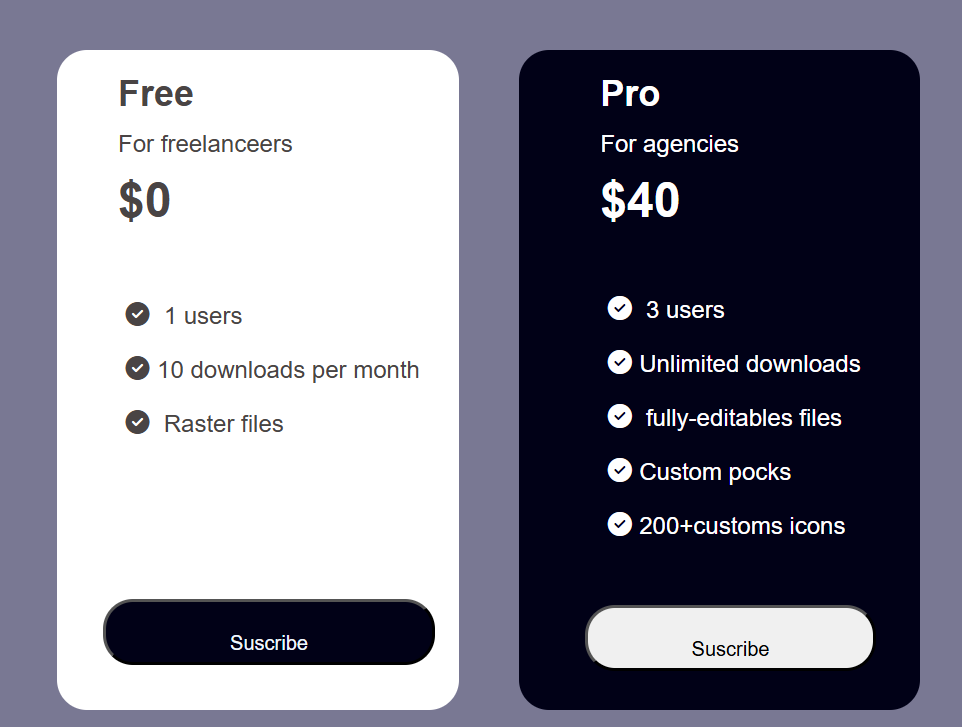 Free
For freelanceers
$0
1 users
10 downloads per month
Raster files
Suscribe
Pro
For agencies
$40
3 users
Unlimited downloads
fully-editables files
Custom pocks
200+customs icons
Suscribe